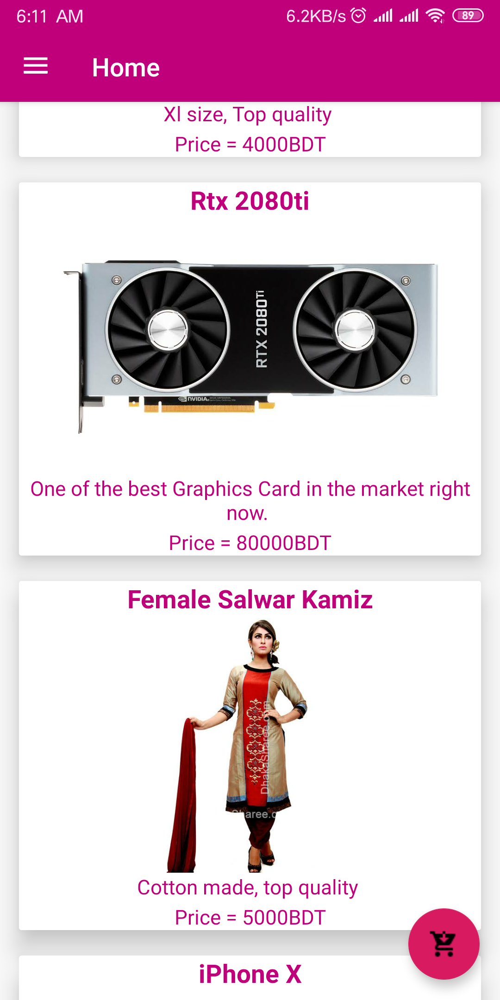 6:11 AM
6.2KB/s
89
Home
Xl size, Top quality
Price = 4000BDT
Rtx 2080ti
RTX 2080Ti
NVIDIA
One of the best Graphics Card in the market right
now.
Price = 80000BDT
Female Salwar Kamiz
DhakaSharee.com
Sharee.c
Cotton made, top quality
Price = 5000BDT
iPhone X